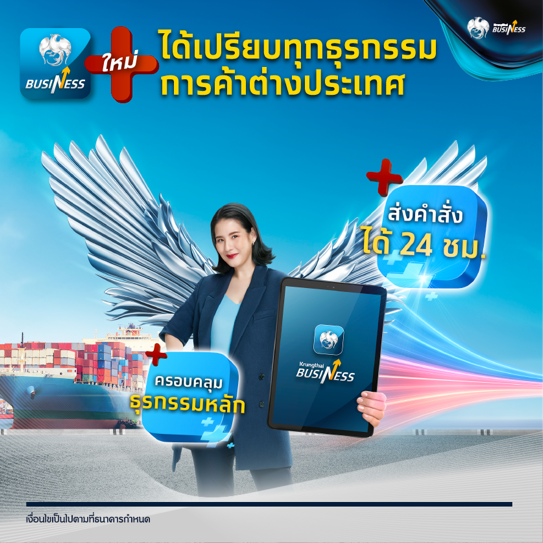 BUSINESS
ใหม่
ได้เปรียบทุกธุรกรรม
การค้าต่างประเทศ
Krungthai
BUSINESS
ส่งคำสั่ง
ได้ 24 ชม.
Krungthai
BUSINESS
ครอบคลุม
ธุรกรรมหลัก
เงื่อนไขเป็นไปตามที่ธนาคารกำหนด